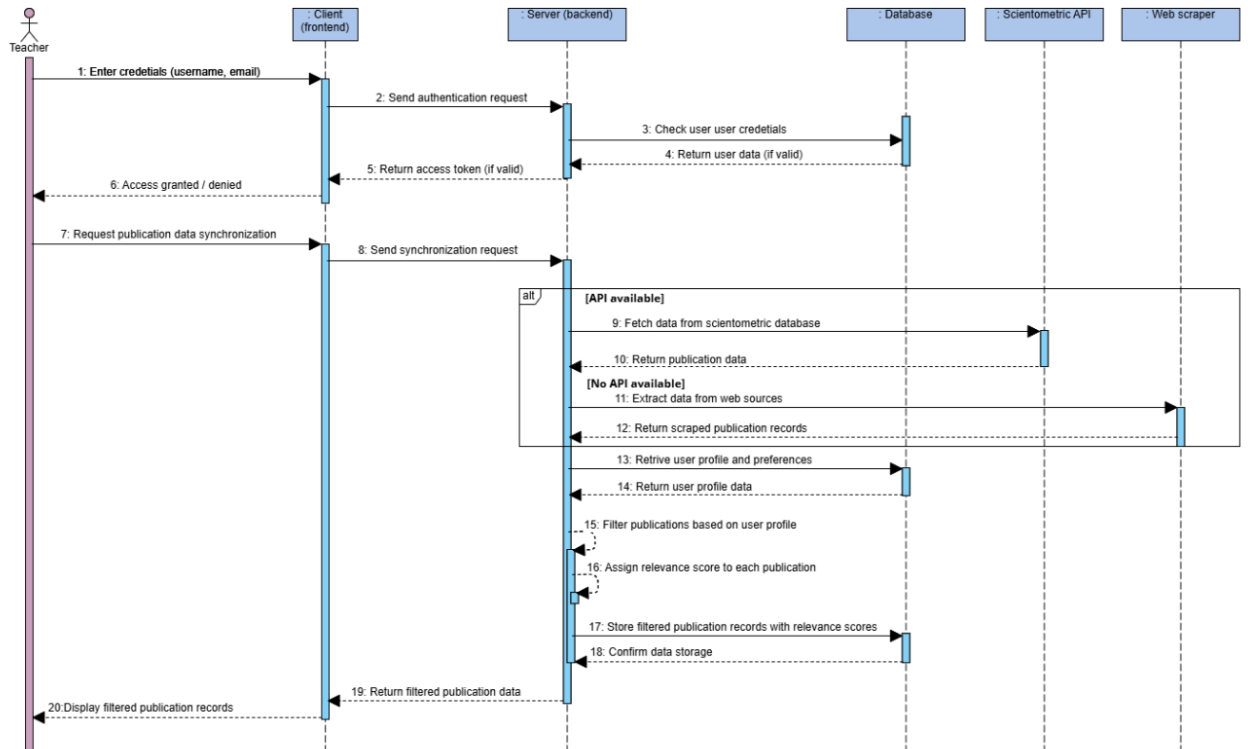 : Client
(frontend)
: Server (backend)
: Database
: Scientometric API
: Web scraper
Teacher
1: Enter credetials (username, email)
2: Send authentication request
3: Check user user credetials
4: Return user data (if valid)
5: Return access token (if valid)
6: Access granted / denied
7: Request publication data synchronization
8: Send synchronization request
alt
[API available]
9: Fetch data from scientometric database
10: Return publication data
[No API available]
11: Extract data from web sources
12: Return scraped publication records
13: Retrive user profile and preferences
14: Return user profile data
15: Filter publications based on user profile
16: Assign relevance score to each publication
17: Store filtered publication records with relevance scores
18: Confirm data storage
19: Return filtered publication data
20:Display filtered publication records